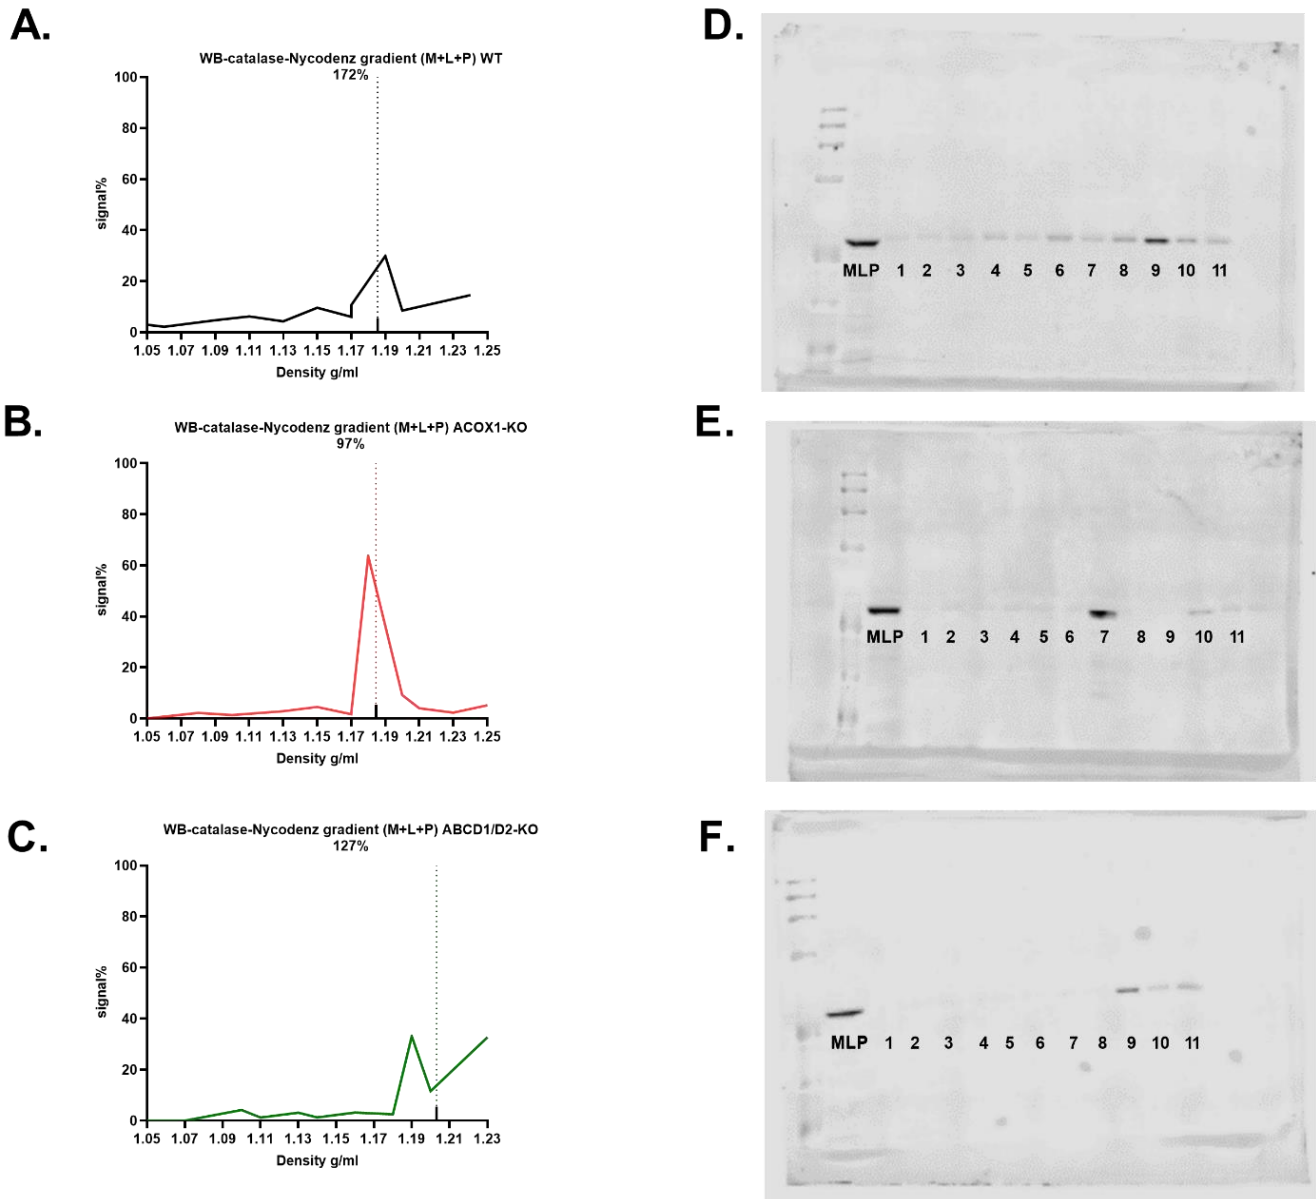 A.
WB-catalase-Nycodenz gradient (M+L+P) WT
172%
100
80
60
40
20
0
signal%
1.05 1.07 1.09 1.11 1.13 1.15 1.17 1.19 1.21 1.23 1.25
Density g/ml
D.
MLP 1 2 3 4 5 6 7 8 9 10 11
B.
WB-catalase-Nycodenz gradient (M+L+P) ACOX1-KO
97%
100
80
60
40
20
0
signal%
1.05 1.07 1.09 1.11 1.13 1.15 1.17 1.19 1.21 1.23 1.25
Density g/ml
E.
MLP 1 2 3 4 5 6 7 8 9 10 11
C.
WB-catalase-Nycodenz gradient (M+L+P) ABCD1/D2-KO
127%
100
80
60
40
20
0
signal%
1.05 1.07 1.09 1.11 1.13 1.15 1.17 1.19 1.21 1.23
Density g/ml
F.
MLP 1 2 3 4 5 6 7 8 9 10 11